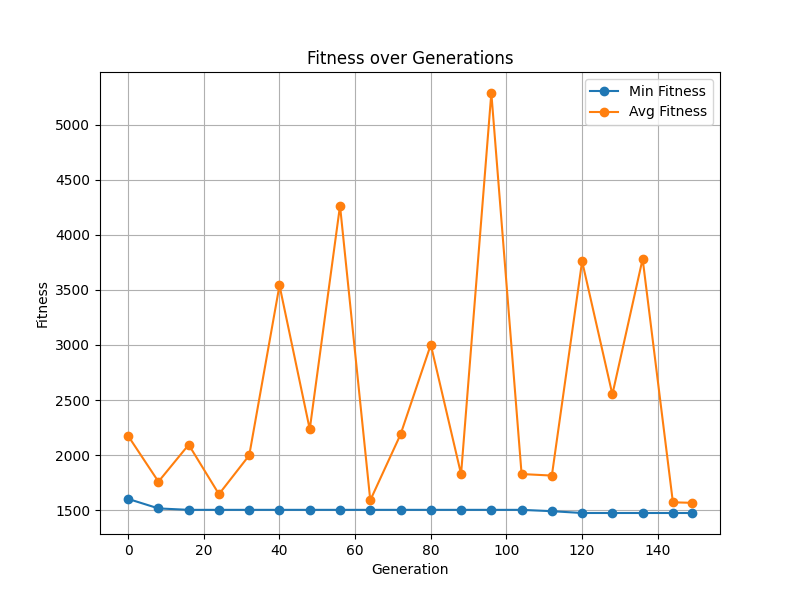 Fitness over Generations
Min Fitness
Avg Fitness
5000
4500
4000
3500
3000
2500
2000
1500
Fitness
0 20 40 60 80 100 120 140
Generation